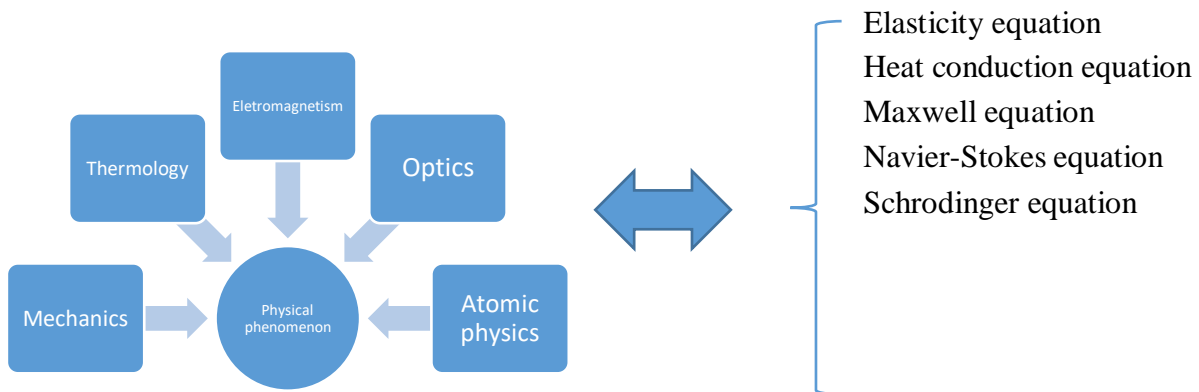 Eletromagnetism
Thermology
Optics
Mechanics
Physical
phenomenon
Atomic
physics
Elasticity equation
Heat conduction equation
Maxwell equation
Navier-Stokes equation
Schrodinger equation